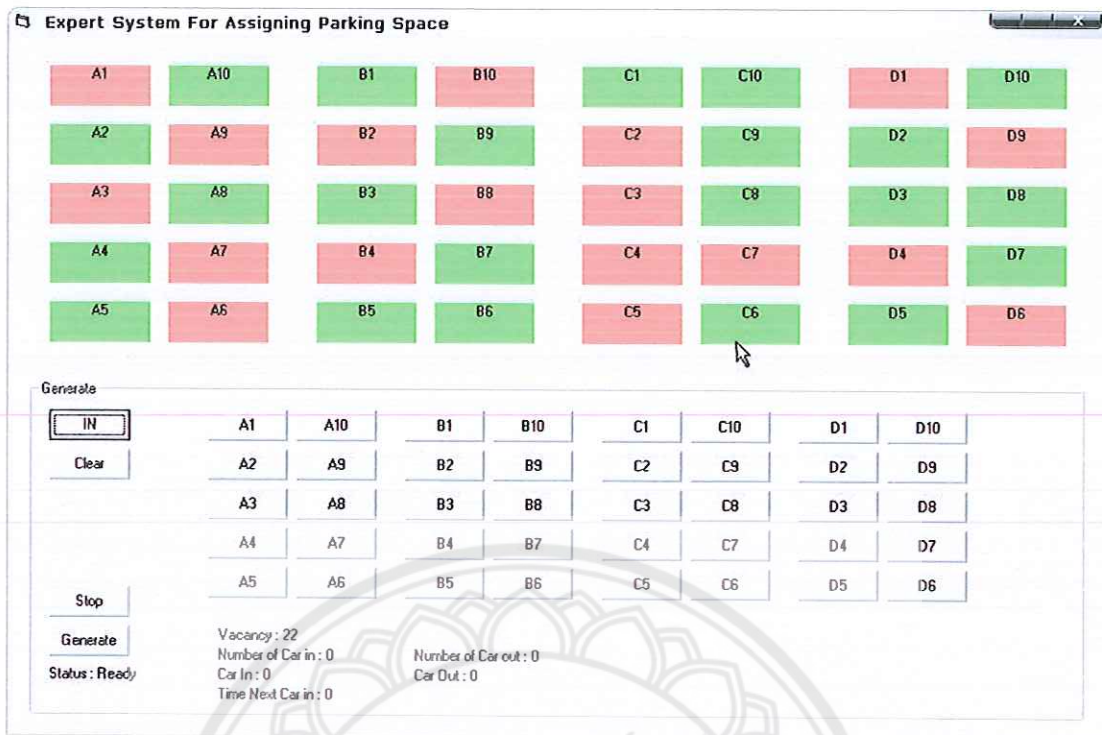 Expert System For Assigning Parking Space
A1 A10 B1 B10 C1 C10 D1 D10
A2 A9 B2 B9 C2 C9 D2 D9
A3 A8 B3 B8 C3 C8 D3 D8
A4 A7 B4 B7 C4 C7 D4 D7
A5 A6 B5 B6 C5 C6 D5 D6
Generate
IN A1 A10 B1 B10 C1 C10 D1 D10
Clear A2 A9 B2 B9 C2 C9 D2 D9
A3 A8 B3 B8 C3 C8 D3 D8
A4 A7 B4 B7 C4 C7 D4 D7
A5 A6 B5 B6 C5 C6 D5 D6
Stop
Generate
Status : Ready
Vacancy : 22
Number of Car in : 0 Number of Car out : 0
Car In : 0 Car Out : 0
Time Next Car in : 0